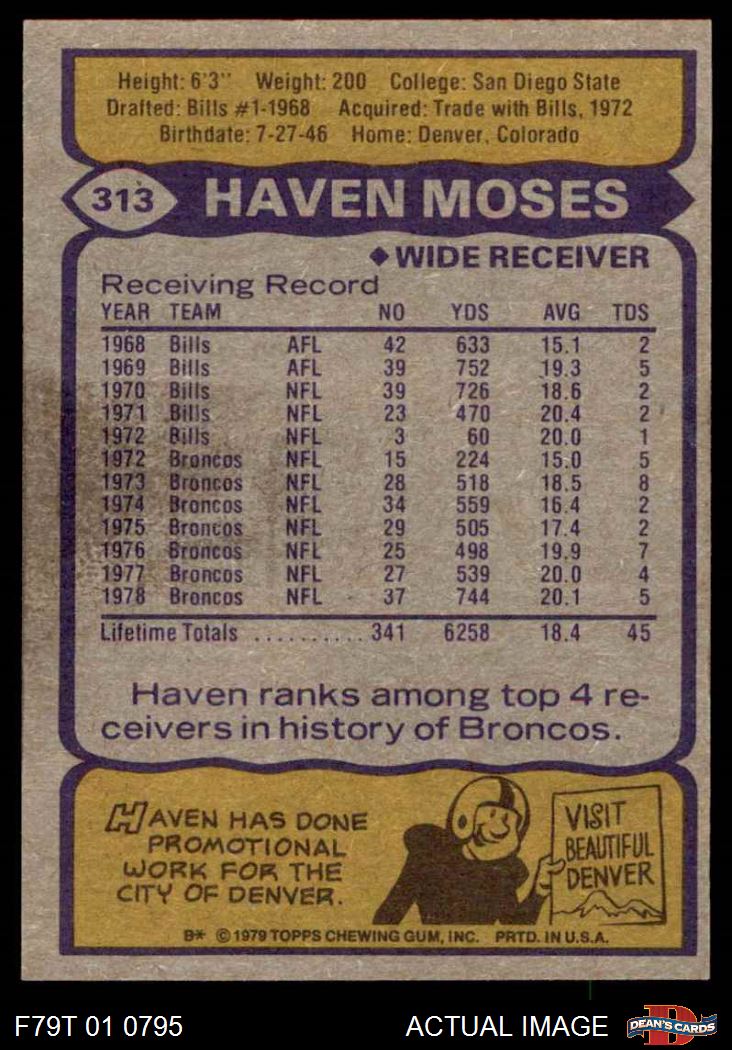 Height: 6'3" Weight: 200 College: San Diego State
Drafted: Bills #1-1968 Acquired: Trade with Bills, 1972
Birthdate: 7-27-46 Home: Denver, Colorado
313 HAVEN MOSES
◆ WIDE RECEIVER
Receiving Record
YEAR TEAM NO YDS AVG TDS
1968 Bills AFL 42 633 15.1 2
1969 Bills AFL 39 752 19.3 5
1970 Bills NFL 39 726 18.6 2
1971 Bills NFL 23 470 20.4 2
1972 Bills NFL 3 60 20.0 1
1972 Broncos NFL 15 224 15.0 5
1973 Broncos NFL 28 518 18.5 8
1974 Broncos NFL 34 559 16.4 2
1975 Broncos NFL 29 505 17.4 2
1976 Broncos NFL 25 498 19.9 7
1977 Broncos NFL 27 539 20.0 4
1978 Broncos NFL 37 744 20.1 5
Lifetime Totals .......... 341 6258 18.4 45
Haven ranks among top 4 re-
ceivers in history of Broncos.
HAVEN HAS DONE
PROMOTIONAL
WORK FOR THE
CITY OF DENVER.
VISIT
BEAUTIFUL
DENVER
B* © 1979 TOPPS CHEWING GUM, INC. PRTD. IN U.S.A.
F79T 01 0795 ACTUAL IMAGE D DEAN'S CARDS